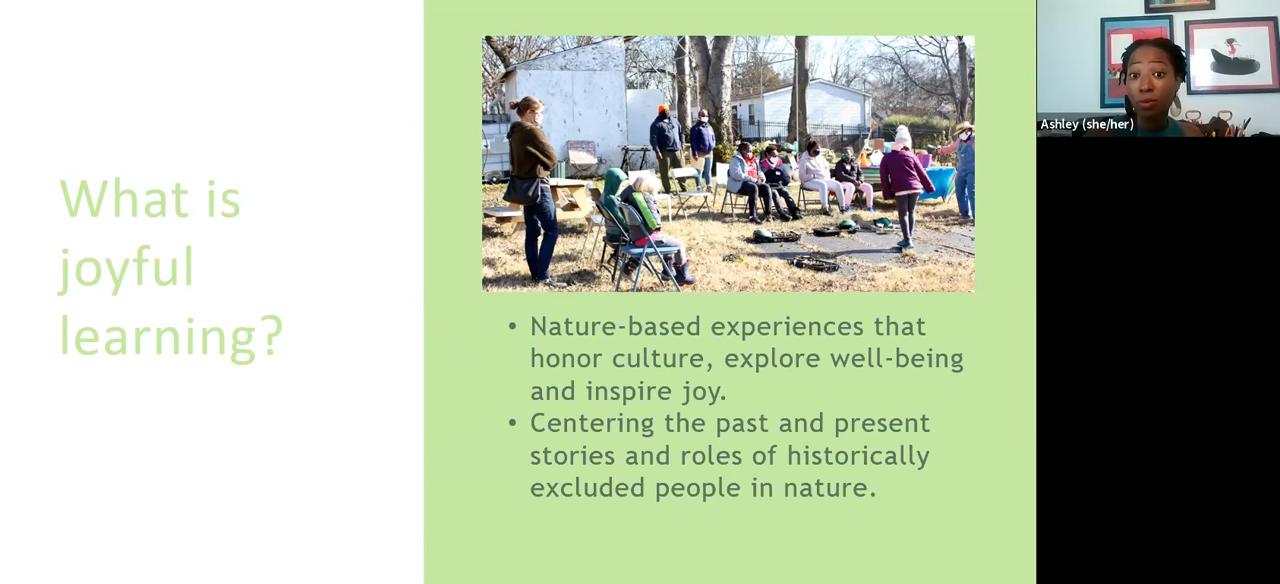 What is
joyful
learning?
• Nature-based experiences that
honor culture, explore well-being
and inspire joy.
• Centering the past and present
stories and roles of historically
excluded people in nature.
Ashley (she/her)